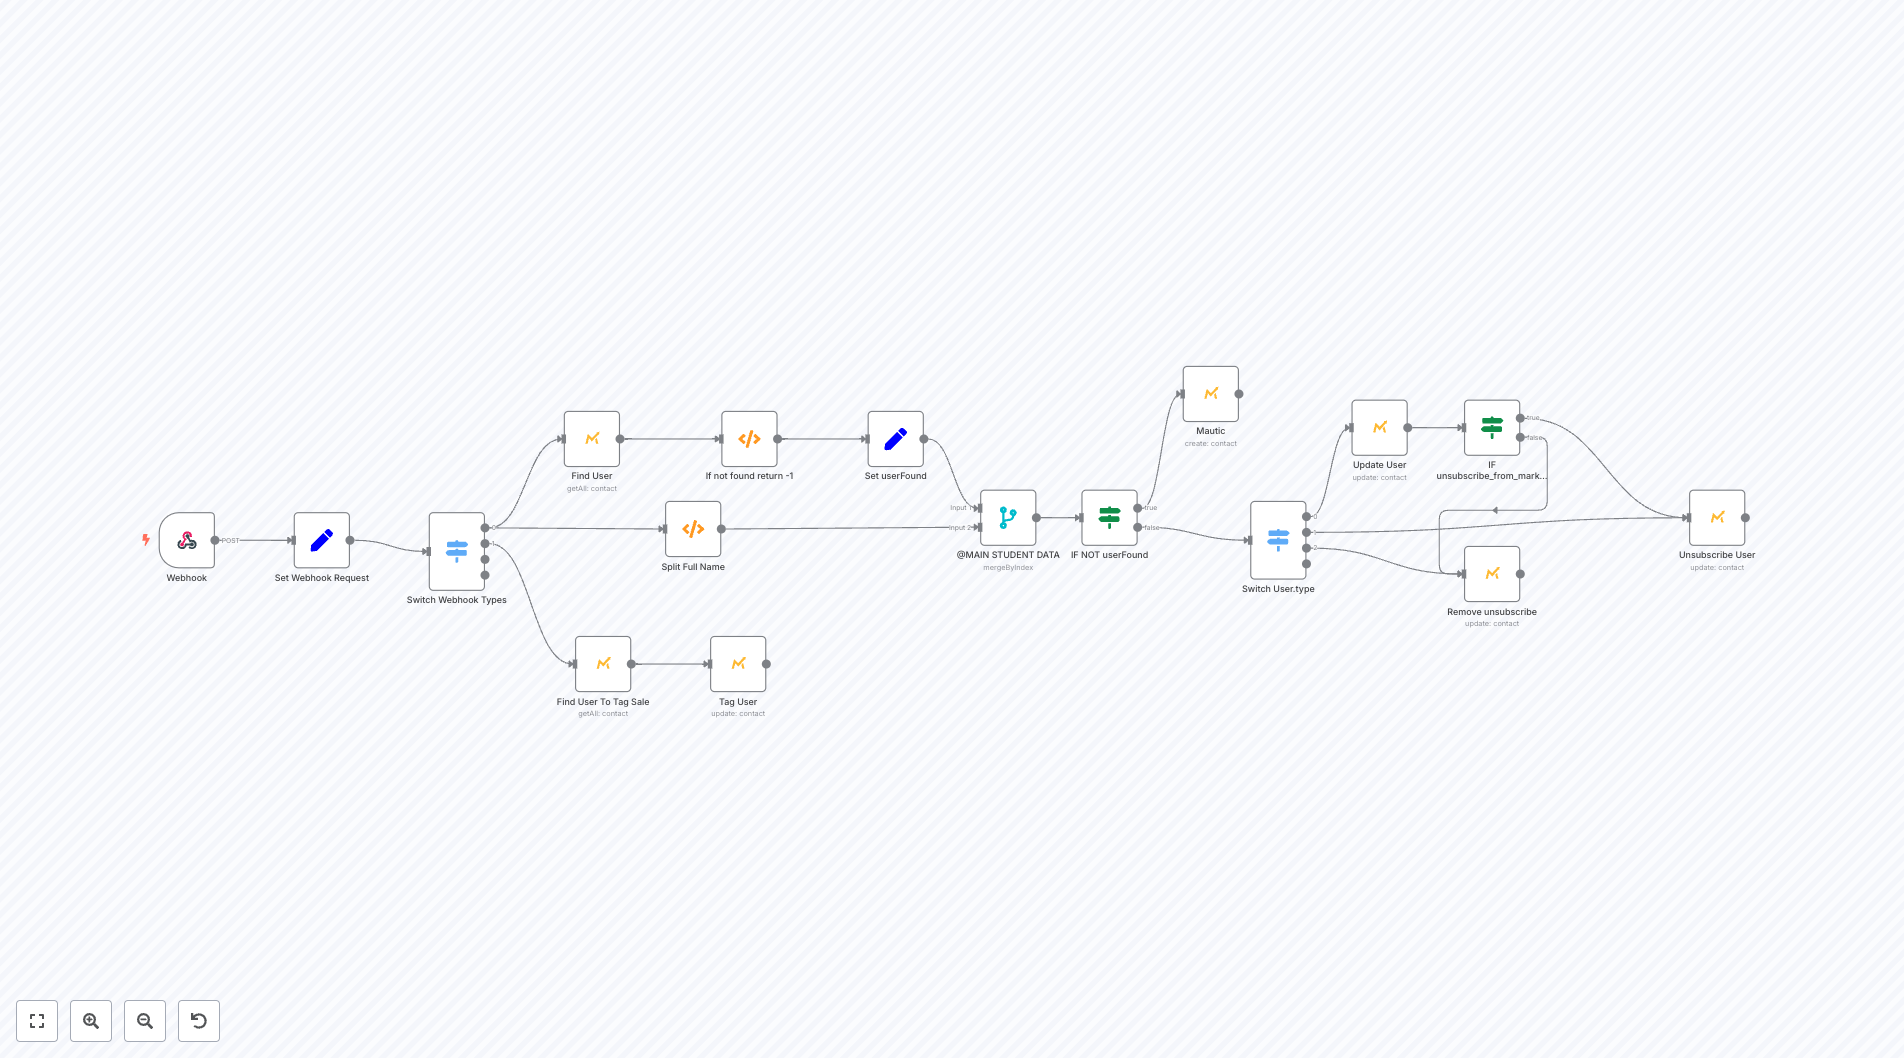 POST
Webhook
Set Webhook Request
0
1
Switch Webhook Types
Find User
getAll: contact
If not found return -1
Set userFound
Split Full Name
Find User To Tag Sale
getAll: contact
Tag User
update: contact
Input 1
Input 2
@MAIN STUDENT DATA
mergeByIndex
true
false
IF NOT userFound
Mautic
create: contact
0
1
2
Switch User.type
Update User
update: contact
true
false
IF
unsubscribe_from_mark...
Remove unsubscribe
update: contact
Unsubscribe User
update: contact